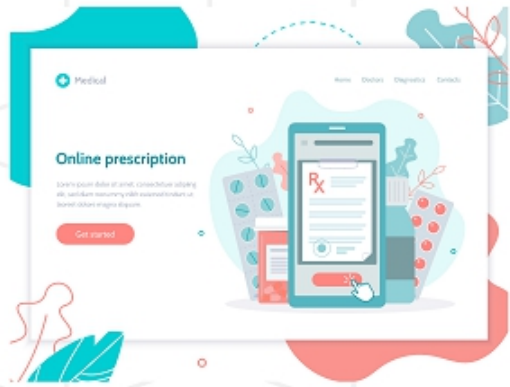 Medical
Home Doctors Diagnostics Contacts
Online prescription
Lorem ipsum dolor sit amet, consectetuer adipiscing
elit, sed diam nonummy nibh euismod tincidunt ut
laoreet dolore magna aliquam.
Get started
Rx